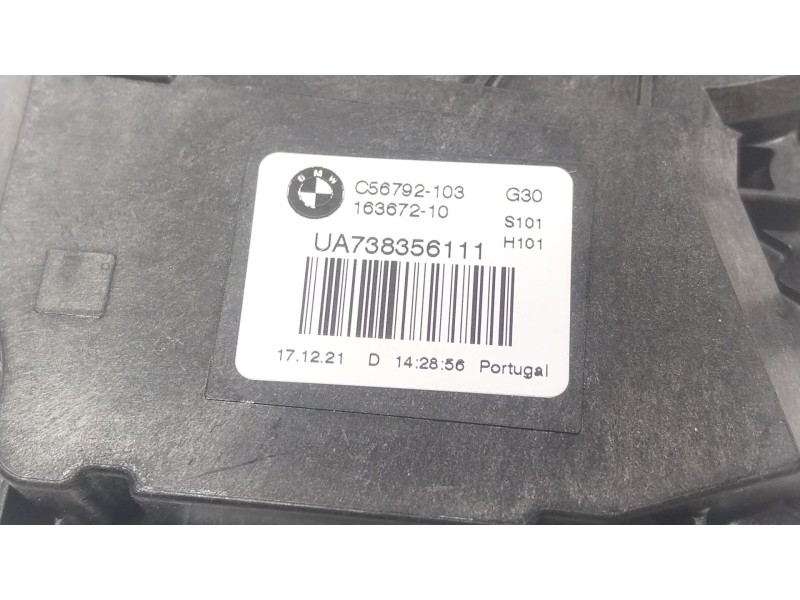 BMW
C56792-103 G30
163672-10 S101
UA738356111 H101
17.12.21 D 14:28:56 Portugal